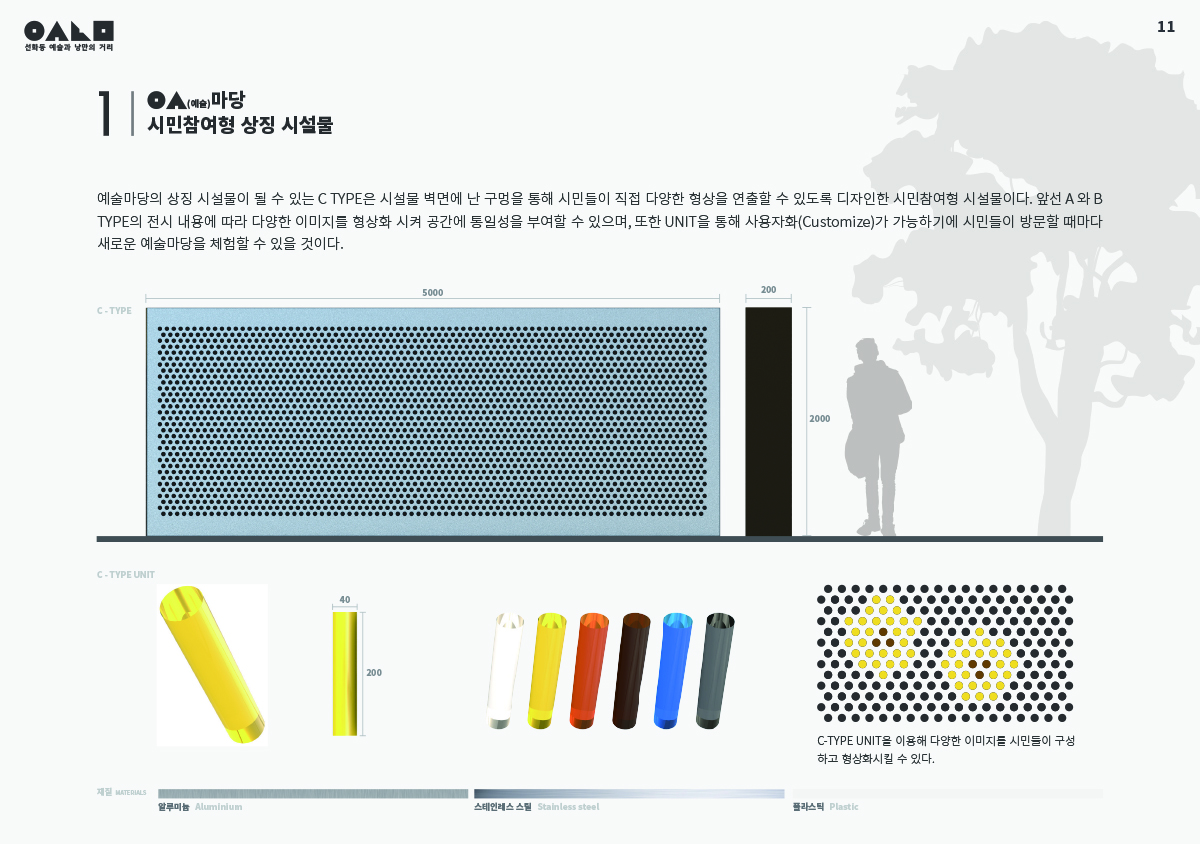 선화동 예술과 낭만의 거리
11
1
(예술)마당
시민참여형 상징 시설물
예술마당의 상징 시설물이 될 수 있는 C TYPE은 시설물 벽면에 난 구멍을 통해 시민들이 직접 다양한 형상을 연출할 수 있도록 디자인한 시민참여형 시설물이다. 앞선 A 와 B
TYPE의 전시 내용에 따라 다양한 이미지를 형상화 시켜 공간에 통일성을 부여할 수 있으며, 또한 UNIT을 통해 사용자화(Customize)가 가능하기에 시민들이 방문할 때마다
새로운 예술마당을 체험할 수 있을 것이다.
C - TYPE
5000
200
2000
C - TYPE UNIT
40
200
C-TYPE UNIT을 이용해 다양한 이미지를 시민들이 구성
하고 형상화시킬 수 있다.
재질 MATERIALS
알루미늄 Aluminium
스테인레스 스틸 Stainless steel
플라스틱 Plastic